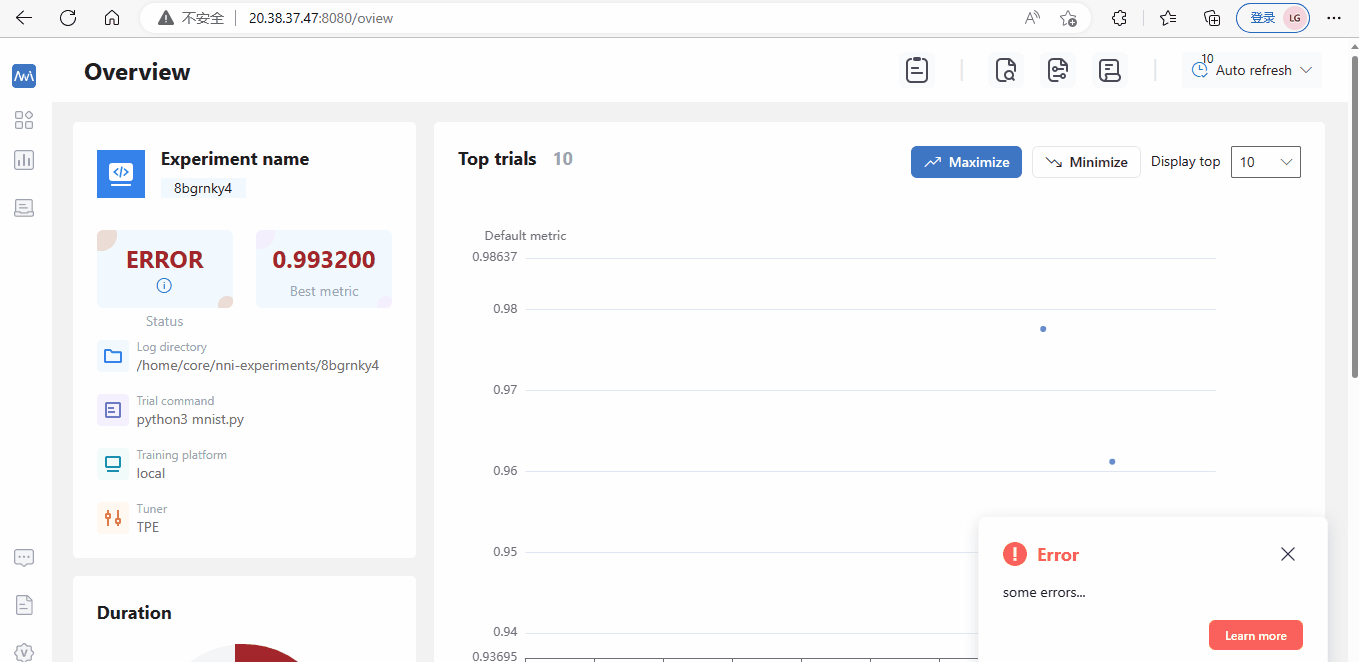 不安全 20.38.37.47:8080/oview 登录 LG
Overview
10
Auto refresh
Experiment name
8bgrnky4
ERROR
Status
0.993200
Best metric
Log directory
/home/core/nni-experiments/8bgrnky4
Trial command
python3 mnist.py
Training platform
local
Tuner
TPE
Duration
Top trials 10
Maximize Minimize Display top 10
Default metric
0.98637
0.98
0.97
0.96
0.95
0.94
0.93695
Error
some errors...
Learn more